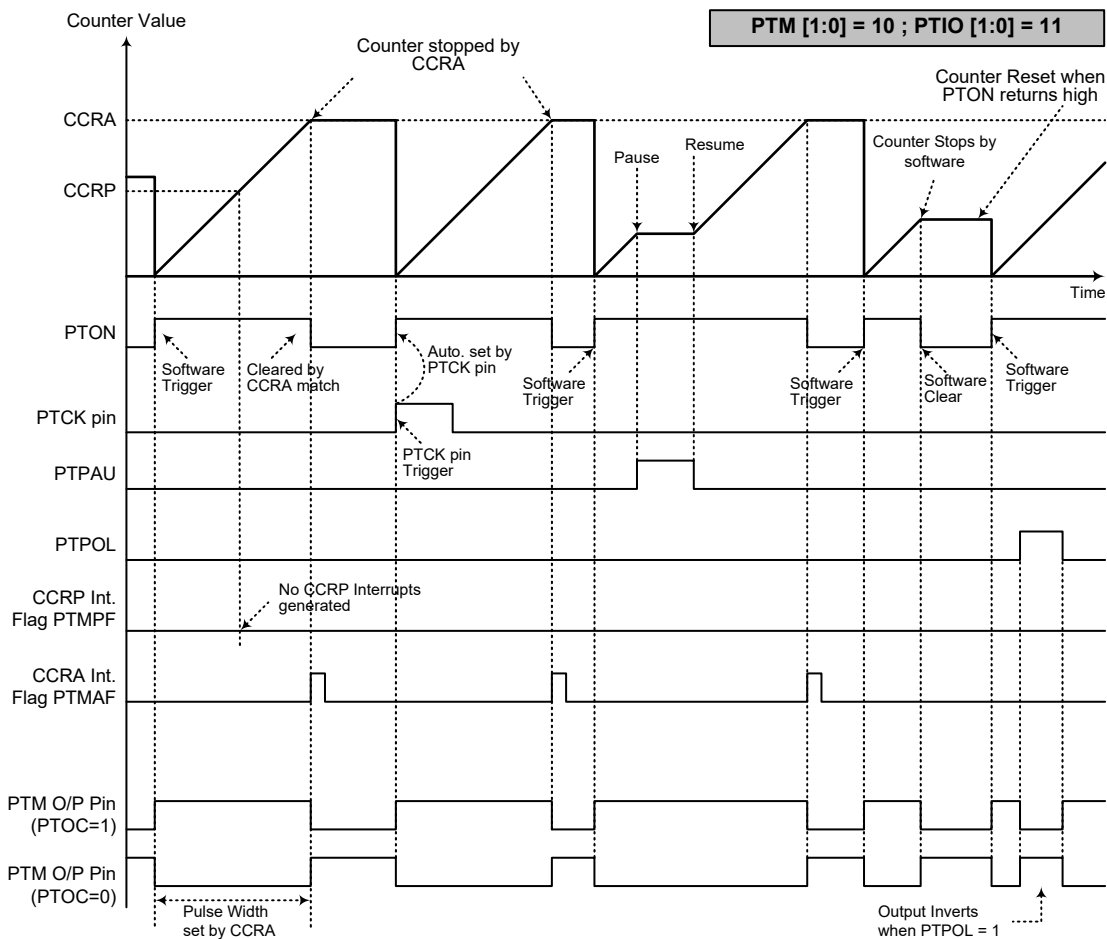 Counter Value
PTM [1:0] = 10 ; PTIO [1:0] = 11
Counter stopped by
CCRA
Counter Reset when
PTON returns high
CCRA
Pause
Resume
Counter Stops by
software
CCRP
Time
PTON
Software
Trigger
Cleared by
CCRA match
Auto. set by
PTCK pin
Software
Trigger
Software
Trigger
Software
Clear
Software
Trigger
PTCK pin
PTCK pin
Trigger
PTPAU
PTPOL
CCRP Int.
Flag PTMPF
No CCRP Interrupts
generated
CCRA Int.
Flag PTMAF
PTM O/P Pin
(PTOC=1)
PTM O/P Pin
(PTOC=0)
Pulse Width
set by CCRA
Output Inverts
when PTPOL = 1